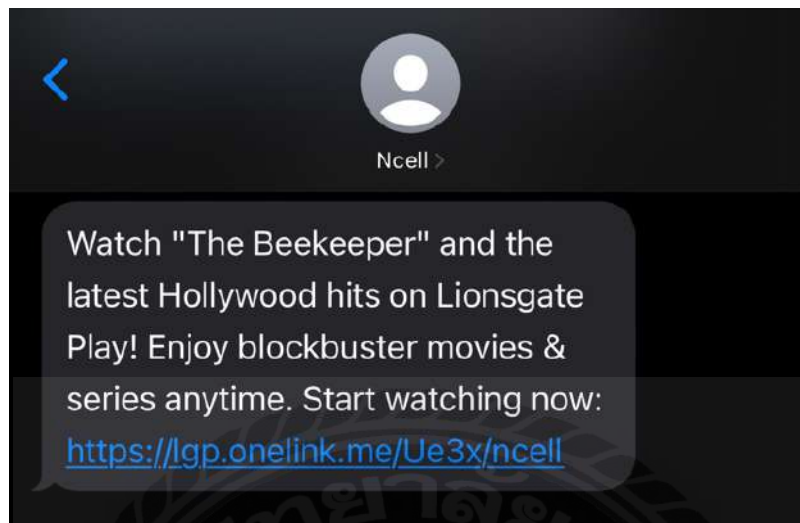 Ncell
Watch "The Beekeeper" and the
latest Hollywood hits on Lionsgate
Play! Enjoy blockbuster movies &
series anytime. Start watching now:
https://lgp.onelink.me/Ue3x/ncell